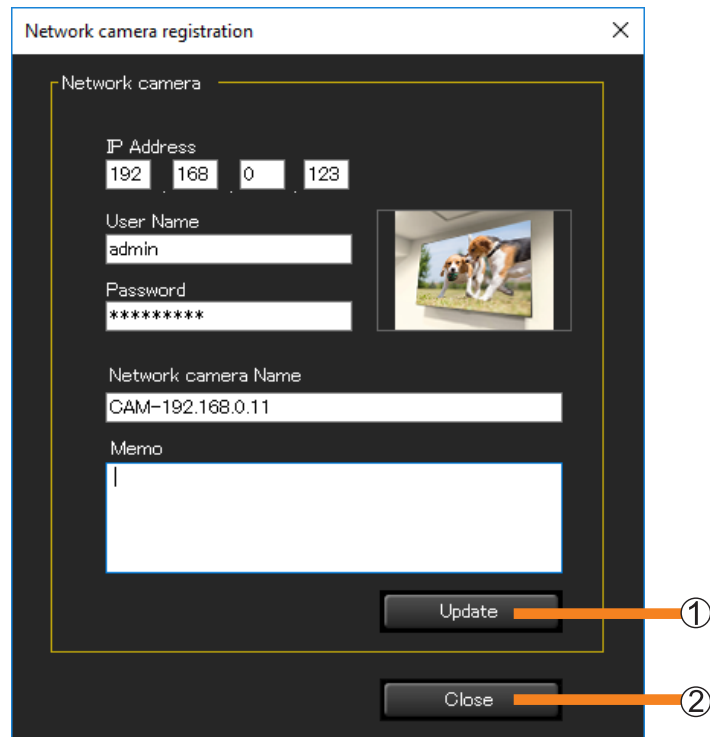 Network camera registration
Network camera
IP Address
192 . 168 . 0 . 123
User Name
admin
Password
*********
Network camera Name
CAM-192.168.0.11
Memo
Update ①
Close ②